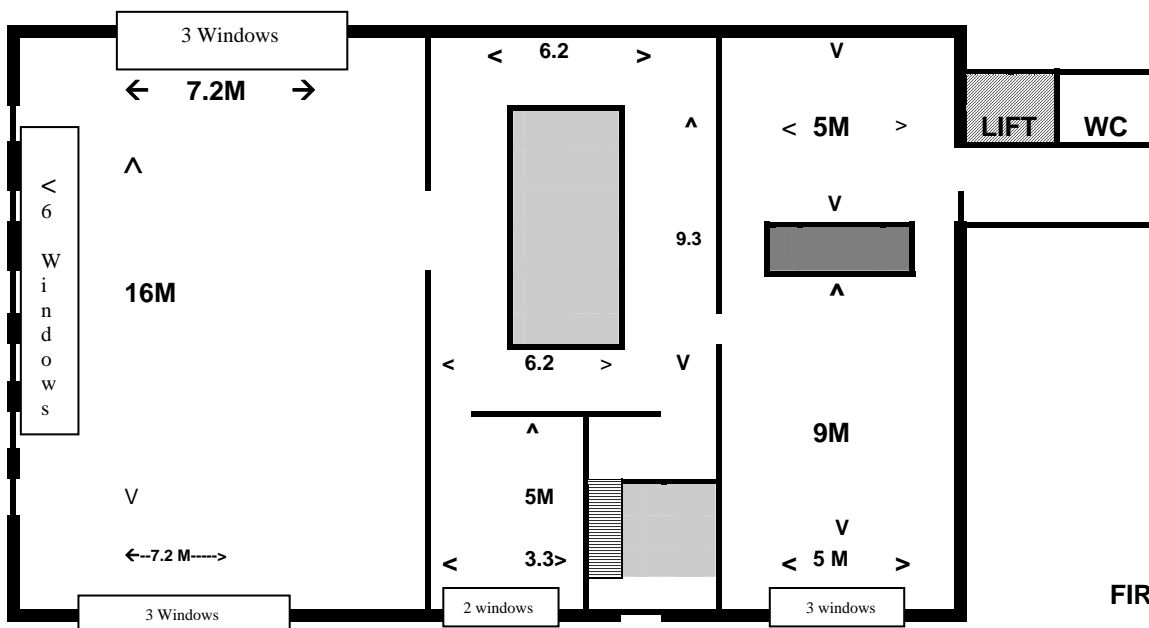 3 Windows
< 6.2 >
V
← 7.2M →
^
< 5M >
LIFT WC
^
< 6 Windows
V
9.3
16M
^
< 6.2 > V
^
9M
V
5M
V
←--7.2 M----->
< 3.3>
< 5 M >
3 Windows
2 windows
3 windows
FIR